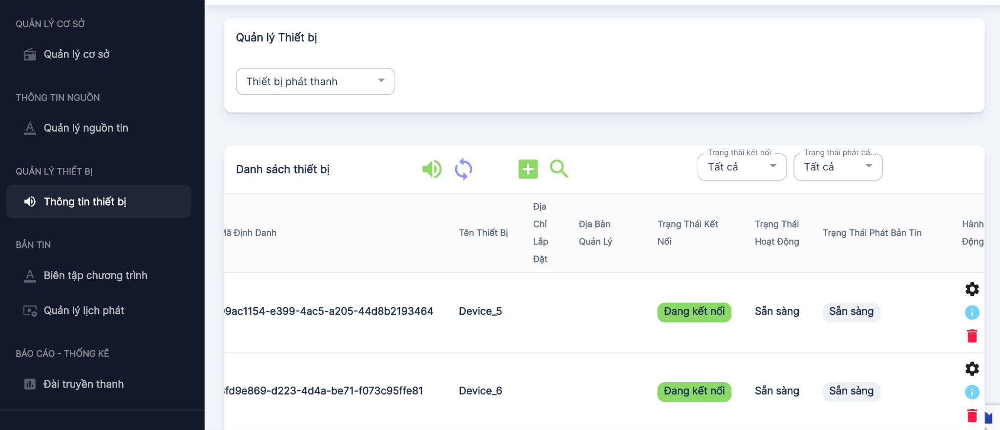 QUẢN LÝ CƠ SỞ
Quản lý cơ sở
THÔNG TIN NGUỒN
Quản lý nguồn tin
QUẢN LÝ THIẾT BỊ
Thông tin thiết bị
BẢN TIN
Biên tập chương trình
Quản lý lịch phát
BÁO CÁO - THỐNG KÊ
Đài truyền thanh
Quản lý Thiết bị
Thiết bị phát thanh
Danh sách thiết bị
Trạng thái kết nối
Tất cả
Trạng thái phát bả...
Tất cả
Mã Định Danh
Tên Thiết Bị
Địa
Chỉ
Lắp
Đặt
Địa Bàn
Quản Lý
Trạng Thái Kết
Nối
Trạng Thái
Hoạt Động
Trạng Thái Phát Bản Tin
Hành
Động
9ac1154-e399-4ac5-a205-44d8b2193464
Device_5
Đang kết nối
Sẵn sàng
Sẵn sàng
fd9e869-d223-4d4a-be71-f073c95ffe81
Device_6
Đang kết nối
Sẵn sàng
Sẵn sàng